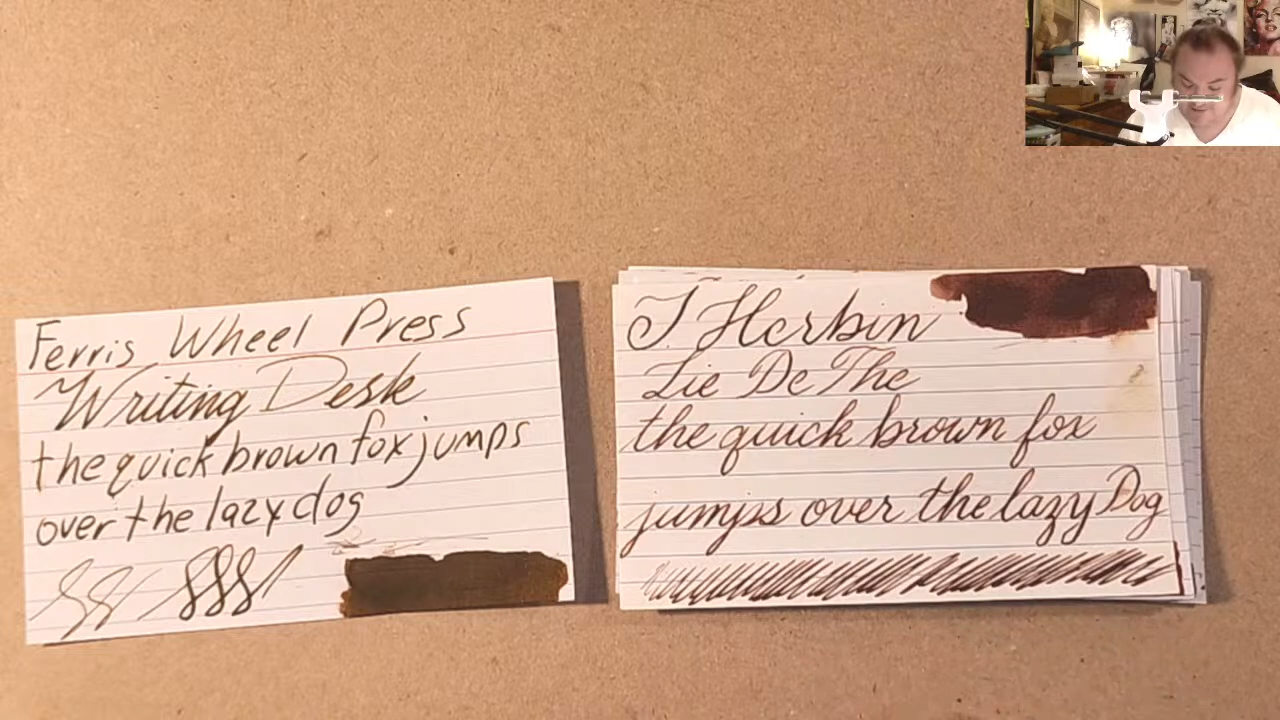 Ferris Wheel Press
Writing Desk
the quick brown fox jumps
over the lazy dog
J Herbin
Lie De The
the quick brown fox
jumps over the lazy Dog